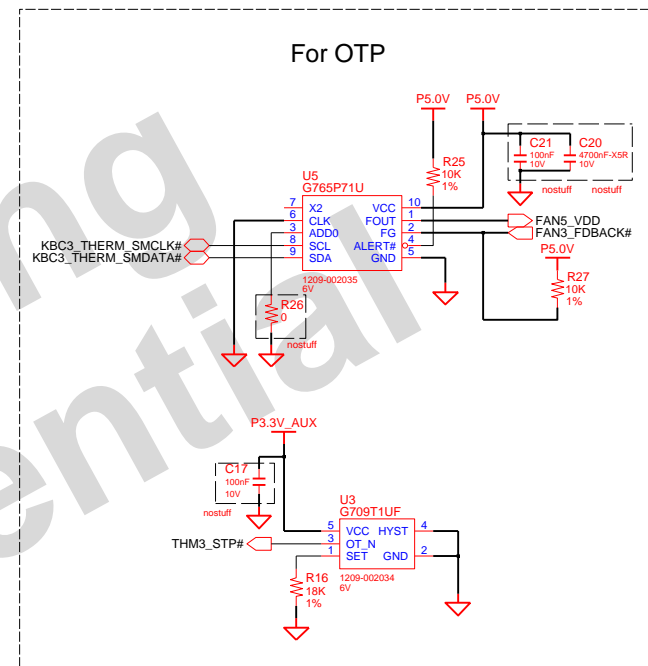 For OTP
P5.0V
P5.0V
C21
100nF
10V
nostuff
C20
4700nF-X5R
10V
nostuff
R25
10K
1%
U5
G765P71U
7 X2 VCC 10
6 CLK FOUT 1
3 ADD0 FG 2
8 SCL ALERT# 4
9 SDA GND 5
KBC3_THERM_SMCLK#
KBC3_THERM_SMDATA#
FAN5_VDD
FAN3_FDBACK#
1209-002035
6V
P5.0V
R27
10K
1%
R26
0
nostuff
P3.3V_AUX
C17
100nF
10V
nostuff
U3
G709T1UF
5 VCC HYST 4
3 OT_N
1 SET GND 2
THM3_STP#
1209-002034
6V
R16
18K
1%
ng
ential